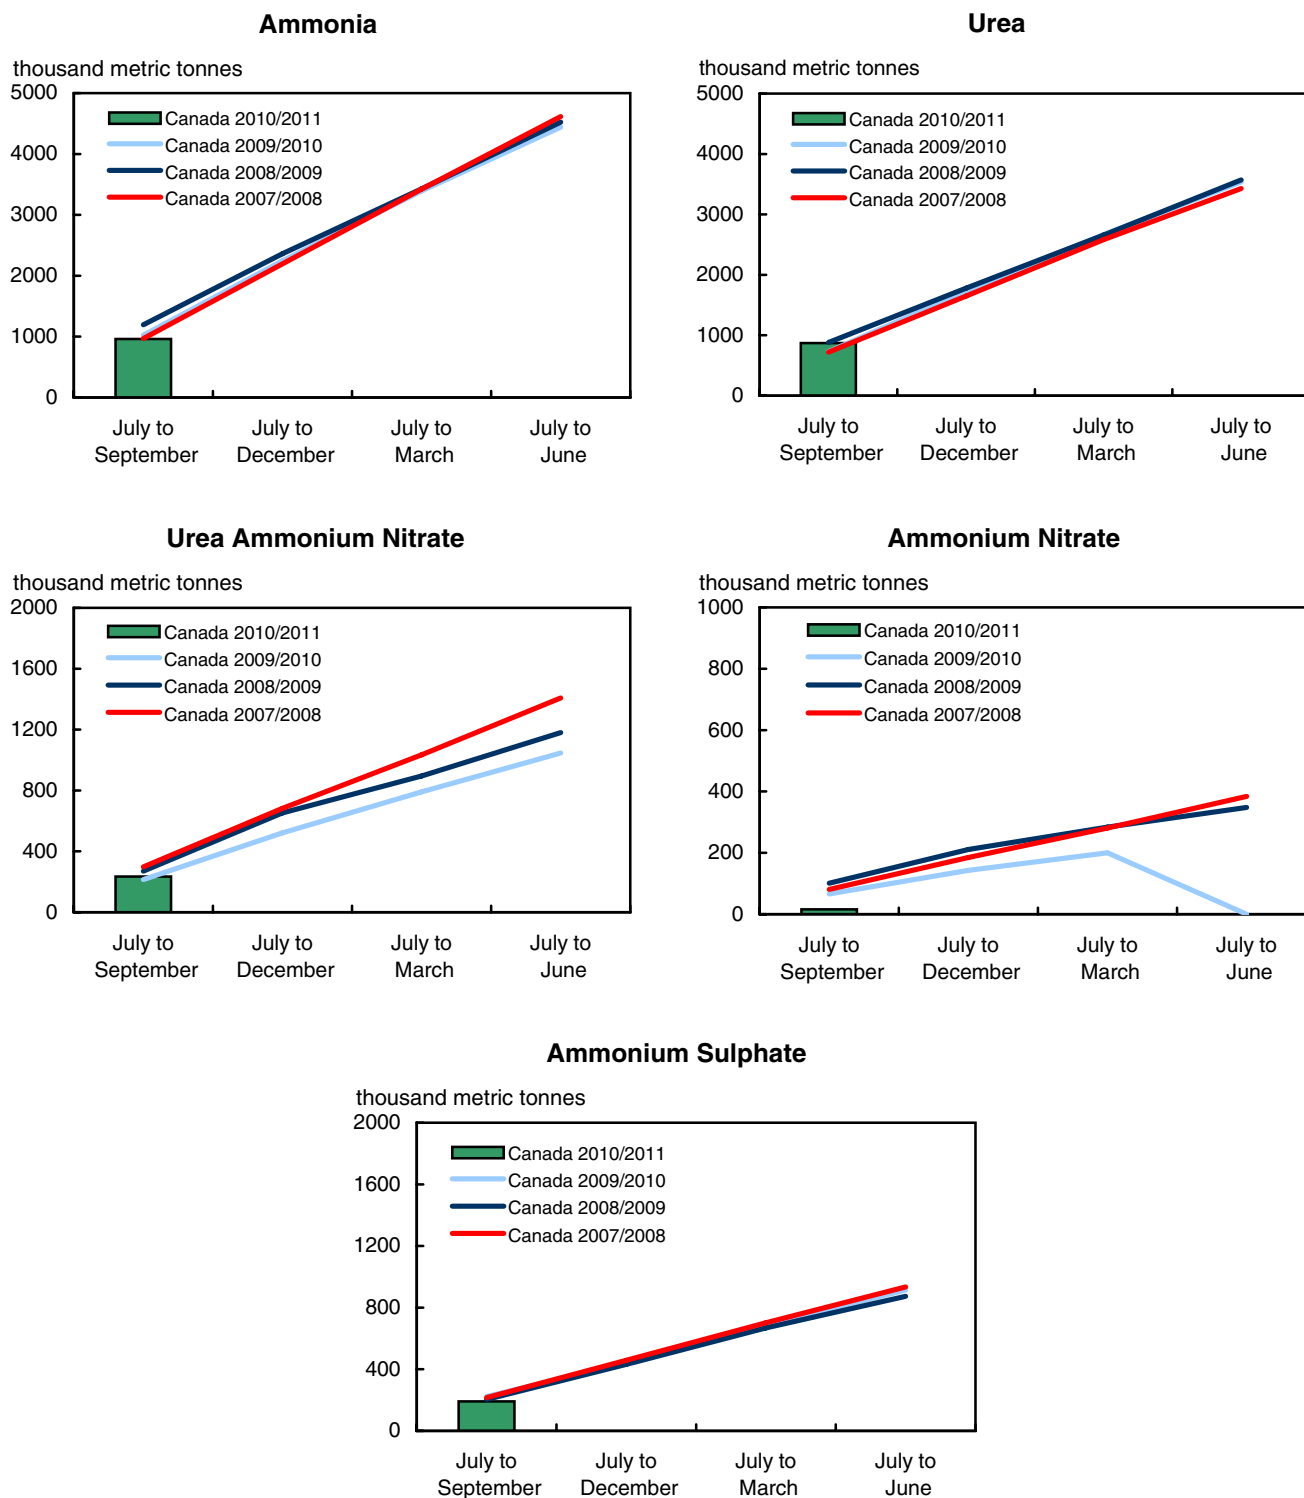 Ammonia
thousand metric tonnes
5000
4000
3000
2000
1000
0
Canada 2010/2011
Canada 2009/2010
Canada 2008/2009
Canada 2007/2008
July to September
July to December
July to March
July to June
Urea
thousand metric tonnes
5000
4000
3000
2000
1000
0
Canada 2010/2011
Canada 2009/2010
Canada 2008/2009
Canada 2007/2008
July to September
July to December
July to March
July to June
Urea Ammonium Nitrate
thousand metric tonnes
2000
1600
1200
800
400
0
Canada 2010/2011
Canada 2009/2010
Canada 2008/2009
Canada 2007/2008
July to September
July to December
July to March
July to June
Ammonium Nitrate
thousand metric tonnes
1000
800
600
400
200
0
Canada 2010/2011
Canada 2009/2010
Canada 2008/2009
Canada 2007/2008
July to September
July to December
July to March
July to June
Ammonium Sulphate
thousand metric tonnes
2000
1600
1200
800
400
0
Canada 2010/2011
Canada 2009/2010
Canada 2008/2009
Canada 2007/2008
July to September
July to December
July to March
July to June